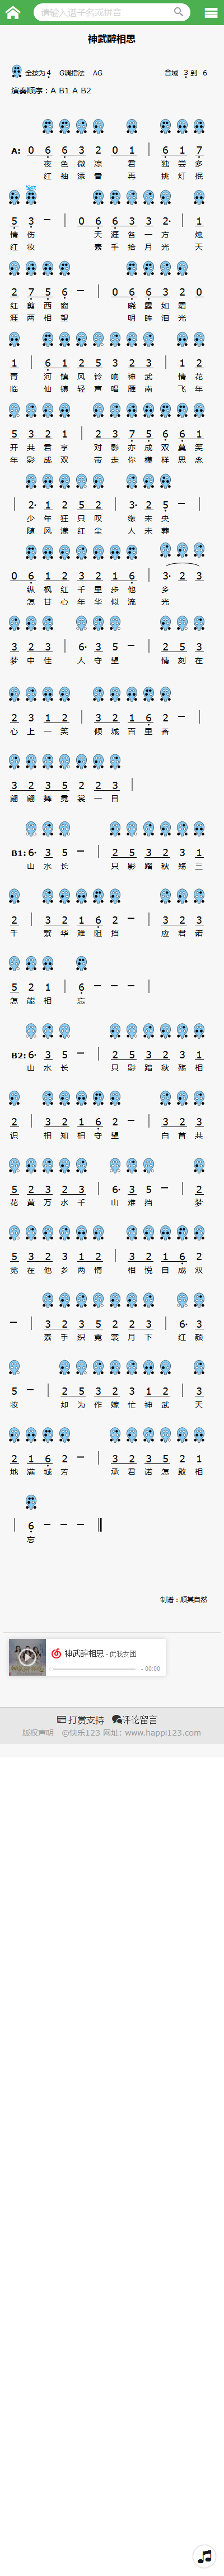 请输入谱子名或拼音
神武醉相思
全按为4 G调指法 AG
音域 3 到 6
演奏顺序：A B1 A B2
A: 0 6 6 3 2 0 1 6 1 7
夜 色 微 凉 君 独 尝 多
红 袖 添 香 再 挑 灯 抿
5 3 － 0 6 6 3 3 2· 1
情 伤 天 涯 各 一 方 烛
红 妆 素 手 拾 月 光 天
2 7 5 6 － 0 6 6 3 2 0
红 剪 西 窗 晓 露 如 霜
涯 两 相 望 明 眸 泪 光
1 6 1 2 5 3 2 3 1 2
青 河 镇 风 铃 响 神 武 情 花
临 仙 镇 轻 声 唱 雁 南 飞 年
5 3 2 1 2 3 7 5 6 6 1
开 共 君 享 对 影 亦 成 双 莫 笑
年 影 成 双 带 走 你 模 样 思 念
2· 1 2 5 2 3· 2 5 －
少 年 狂 只 叹 缘 未 央
随 风 漾 红 尘 人 未 葬
0 6 1 2 3 2 1 6 3· 2 3
纵 枫 红 千 里 步 他 乡
怎 甘 心 年 华 似 流 光
3 2 3 6· 3 5 － 2 5 3
梦 中 佳 人 守 望 情 刻 在
2 3 1 2 3 2 1 6 2 －
心 上 一 笑 倾 城 百 里 香
3 2 3 5 2 2 3
翩 翩 舞 霓 裳 一 目
B1: 6· 3 5 － 2 5 3 2 3 1
山 水 长 只 影 踏 秋 殇 三
2 3 2 1 6 2 － 3 2 3
千 繁 华 难 阻 挡 应 君 诺
5 2 1 6 － － －
怎 能 相 忘
B2: 6· 3 5 － 2 5 3 2 3 1
山 水 长 只 影 踏 秋 殇 相
2 3 2 1 6 2 － 3 2 3
识 相 知 相 守 望 白 首 共
5 2 3 2 3 6· 3 5 － 2
花 黄 万 水 千 山 难 挡 梦
5 3 2 3 1 2 3 2 1 6 2
觉 在 他 乡 两 情 相 悦 自 成 双
－ 3 2 3 5 2 2 3 6· 3
素 手 织 霓 裳 月 下 红 颜
5 － 2 5 3 2 3 1 2 3
妆 却 为 作 嫁 忙 神 武 天
2 1 6 2 － 3 2 3 5 2 1
地 满 城 芳 承 君 诺 怎 敢 相
6 － － －
忘
制谱：顺其自然
神武醉相思 - 优我女团
- 00:00
打赏支持 评论留言
版权声明 ©快乐123 网址: www.happi123.com